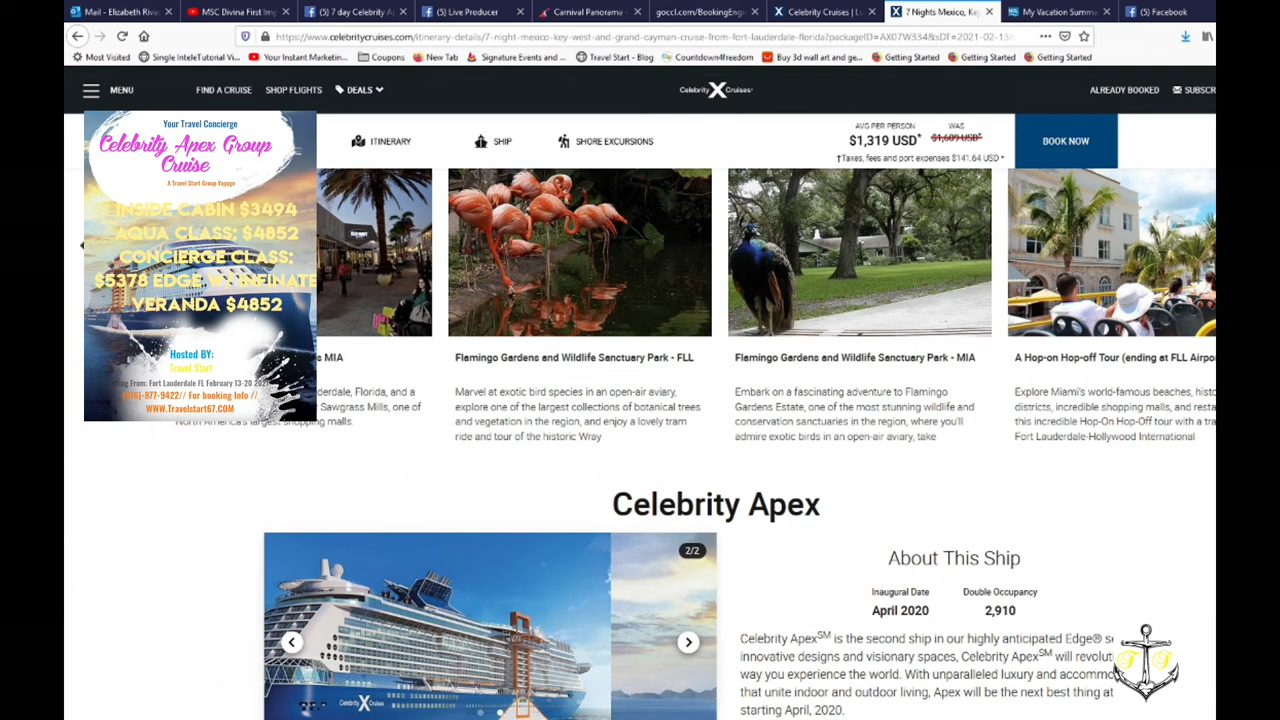 Mail - Elizabeth Rive
MSC Divina First Imp
(5) 7 day Celebrity A
(5) Live Producer
Carnival Panorama -
goccl.com/BookingEng
Celebrity Cruises | Lu
7 Nights Mexico, Key
My Vacation Summa
(5) Facebook
https://www.celebritycruises.com/itinerary-details/7-night-mexico-key-west-and-grand-cayman-cruise-from-fort-lauderdale-florida?packageID=AX07W334&sDT=2021-02-13&
Most Visited
Single InteleTutorial Vi...
Your Instant Marketin...
Coupons
New Tab
Signature Events and ...
Travel Start - Blog
Countdown4freedom
Buy 3d wall art and ge...
Getting Started
Getting Started
Getting Started
MENU
FIND A CRUISE
SHOP FLIGHTS
DEALS
Celebrity X Cruises
ALREADY BOOKED
SUBSCR
ITINERARY
SHIP
SHORE EXCURSIONS
AVG PER PERSON
$1,319 USD*
WAS
$1,609 USD*
†Taxes, fees and port expenses $141.64 USD *
BOOK NOW
Your Travel Concierge
Celebrity Apex Group
Cruise
A Travel Start Group Voyage
INSIDE CABIN $3494
AQUA CLASS: $4852
CONCIERGE CLASS:
$5378 EDGE W/ INFINATE
VERANDA $4852
Hosted BY:
Travel Start
From: Fort Lauderdale FL February 13-20 2021
-877-9422// For booking Info //
WWW.Travelstart67.COM
MIA
derdale, Florida, and a
Sawgrass Mills, one of
North America's largest shopping malls.
Flamingo Gardens and Wildlife Sanctuary Park - FLL
Marvel at exotic bird species in an open-air aviary,
explore one of the largest collections of botanical trees
and vegetation in the region, and enjoy a lovely tram
ride and tour of the historic Wray
Flamingo Gardens and Wildlife Sanctuary Park - MIA
Embark on a fascinating adventure to Flamingo
Gardens Estate, one of the most stunning wildlife and
conservation sanctuaries in the region, where you'll
admire exotic birds in an open-air aviary, take
A Hop-on Hop-off Tour (ending at FLL Airpo
Explore Miami's world-famous beaches, histo
districts, incredible shopping malls, and resta
this incredible Hop-On Hop-Off tour with a tra
Fort Lauderdale-Hollywood International
Celebrity Apex
2/2
Celebrity X Cruises
About This Ship
Inaugural Date
April 2020
Double Occupancy
2,910
Celebrity ApexSM is the second ship in our highly anticipated Edge® se
innovative designs and visionary spaces, Celebrity ApexSM will revolut
way you experience the world. With unparalleled luxury and accommo
that unite indoor and outdoor living, Apex will be the next best thing at
starting April, 2020.
T S